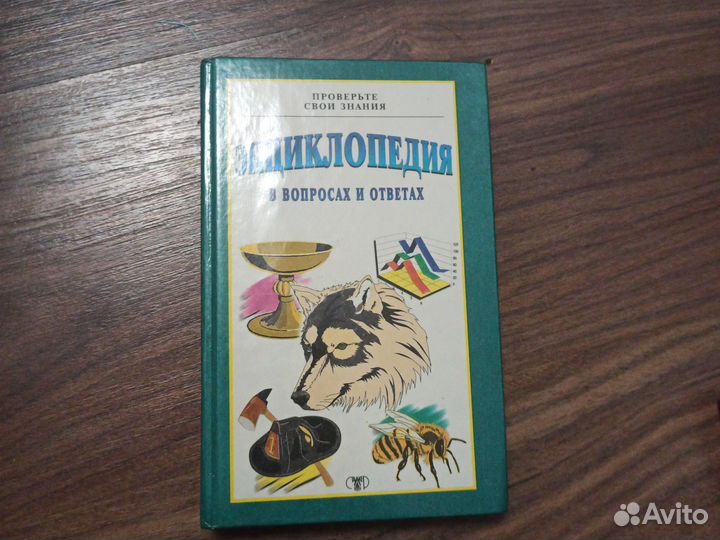 ПРОВЕРЬТЕ
СВОИ ЗНАНИЯ
ЭНЦИКЛОПЕДИЯ
В ВОПРОСАХ И ОТВЕТАХ
Avito